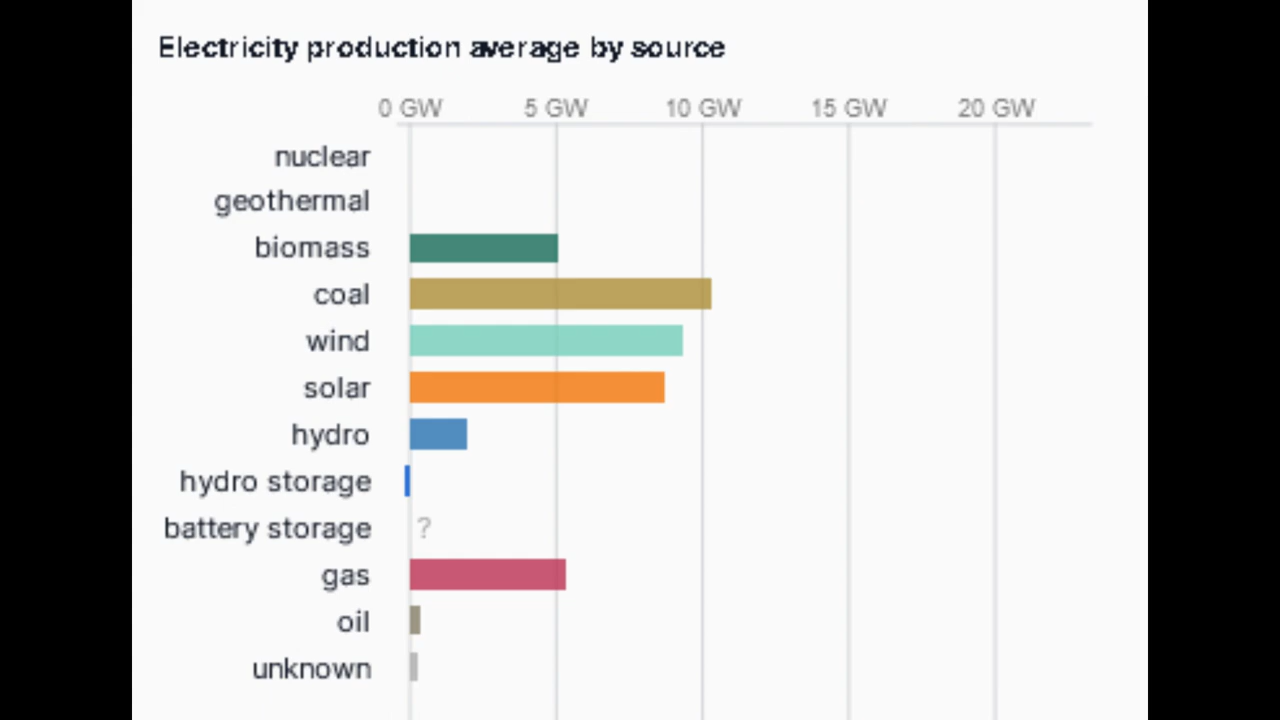 Electricity production average by source
0 GW 5 GW 10 GW 15 GW 20 GW
nuclear
geothermal
biomass
coal
wind
solar
hydro
hydro storage
battery storage ?
gas
oil
unknown